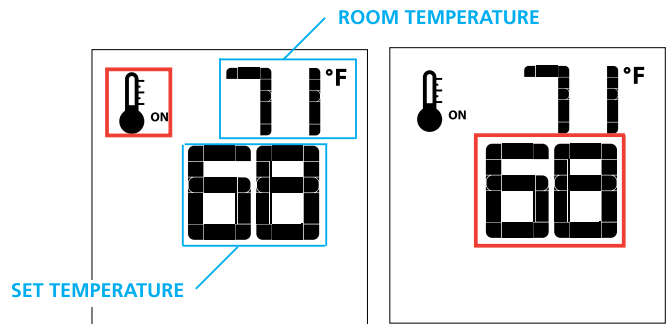 ROOM TEMPERATURE
71°F
ON
68
SET TEMPERATURE
71°F
ON
68